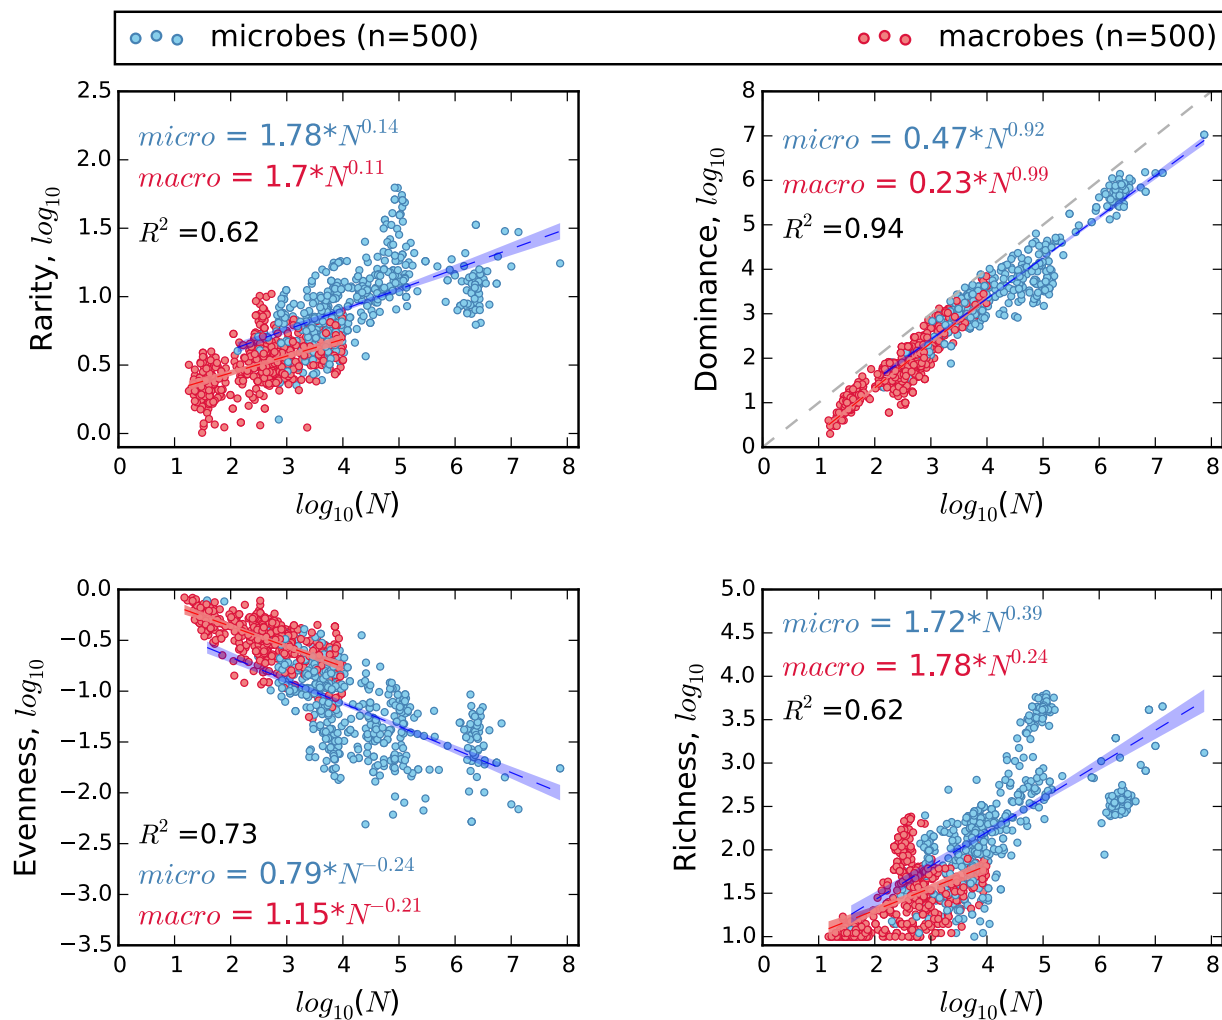 microbes (n=500) macrobes (n=500)
2.5
2.0
1.5
1.0
0.5
0.0
Rarity, log10
micro = 1.78*N^0.14
macro = 1.7*N^0.11
R^2 =0.62
0 1 2 3 4 5 6 7 8
log10(N)
8
7
6
5
4
3
2
1
0
Dominance, log10
micro = 0.47*N^0.92
macro = 0.23*N^0.99
R^2 =0.94
0 1 2 3 4 5 6 7 8
log10(N)
0.0
−0.5
−1.0
−1.5
−2.0
−2.5
−3.0
−3.5
Evenness, log10
R^2 =0.73
micro = 0.79*N^−0.24
macro = 1.15*N^−0.21
0 1 2 3 4 5 6 7 8
log10(N)
5.0
4.5
4.0
3.5
3.0
2.5
2.0
1.5
1.0
Richness, log10
micro = 1.72*N^0.39
macro = 1.78*N^0.24
R^2 =0.62
0 1 2 3 4 5 6 7 8
log10(N)